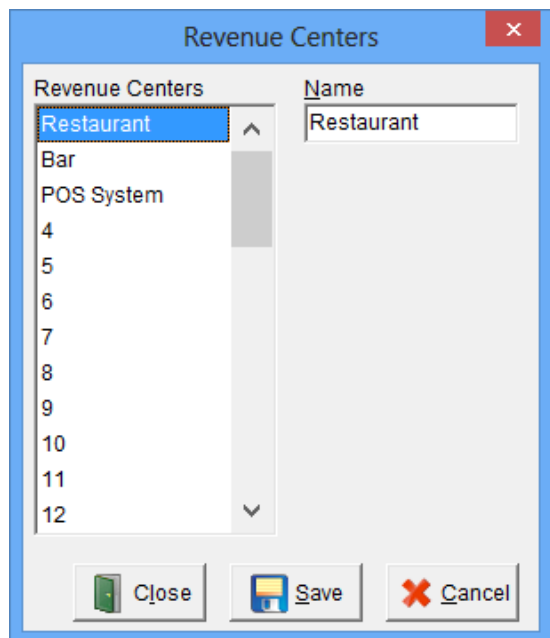 Revenue Centers
Revenue Centers
Name
Restaurant
Restaurant
Bar
POS System
4
5
6
7
8
9
10
11
12
Close
Save
Cancel